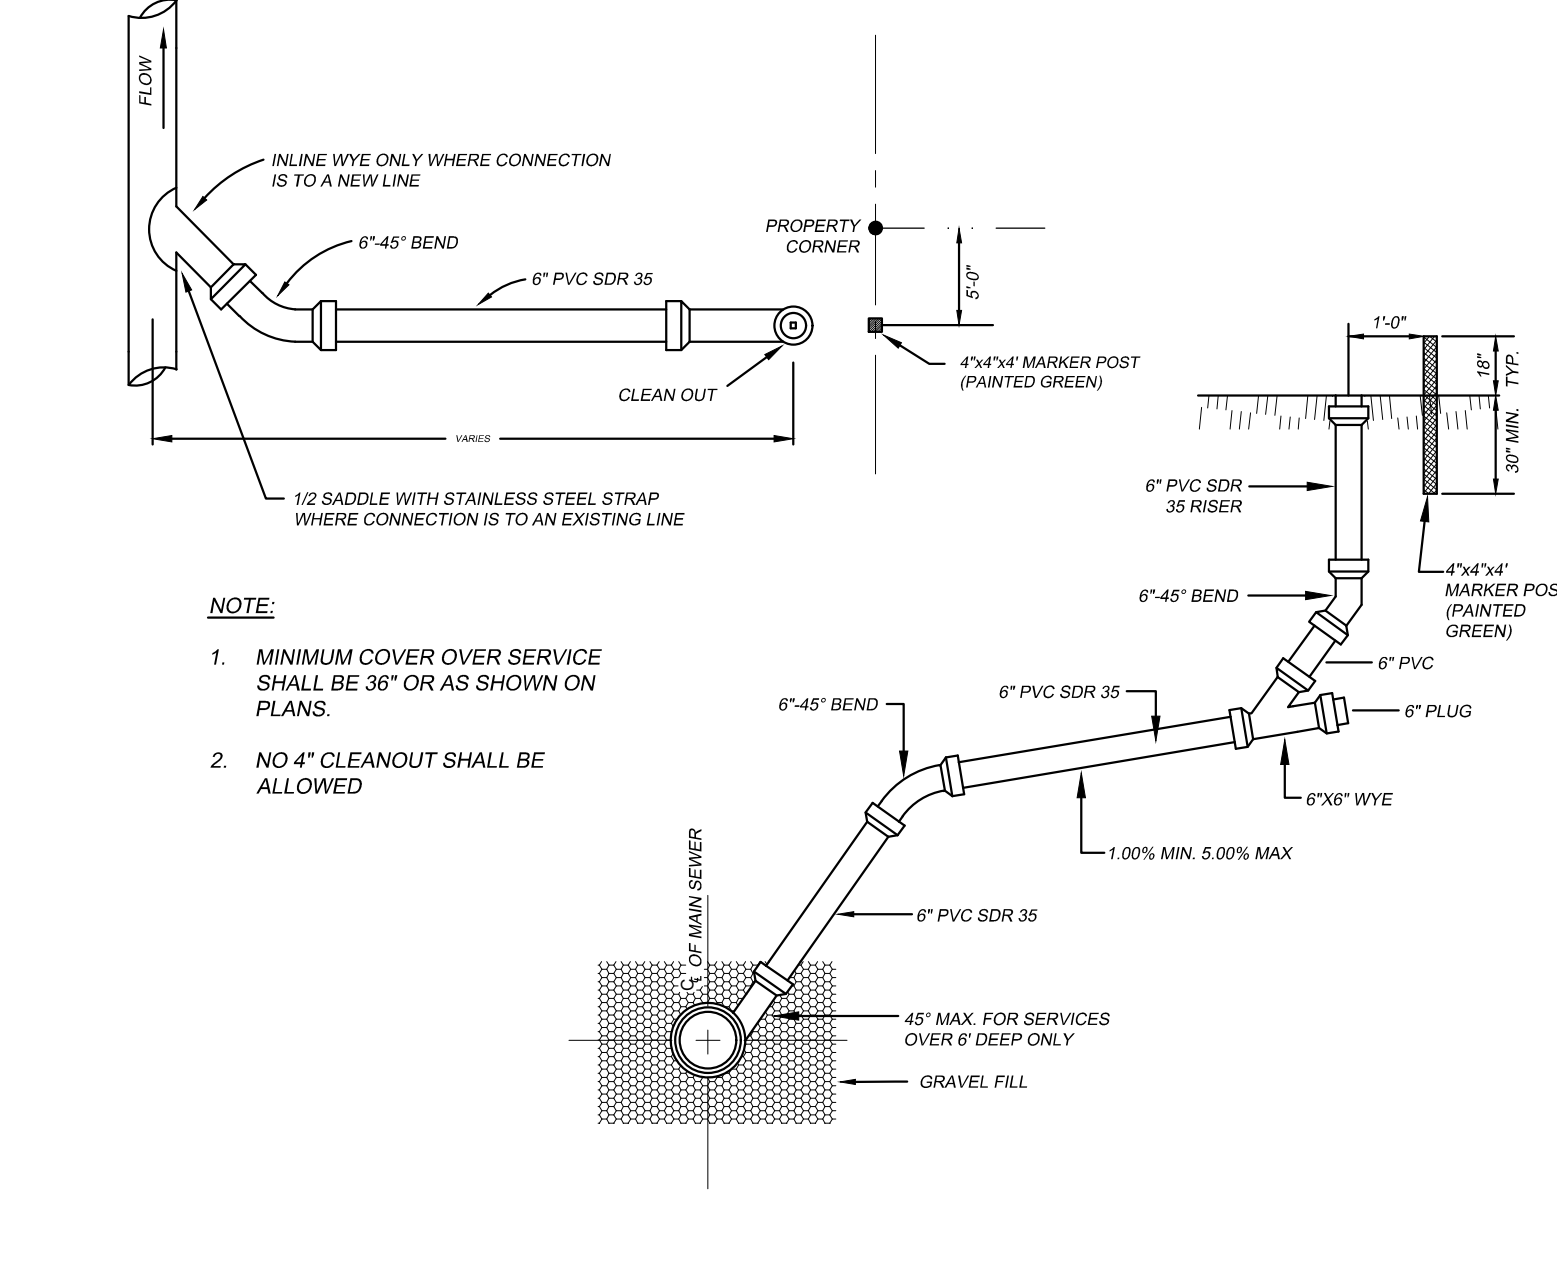 FLOW
INLINE WYE ONLY WHERE CONNECTION
IS TO A NEW LINE
6"-45° BEND
6" PVC SDR 35
CLEAN OUT
VARIES
1/2 SADDLE WITH STAINLESS STEEL STRAP
WHERE CONNECTION IS TO AN EXISTING LINE
PROPERTY
CORNER
5'-0"
4"x4"x4' MARKER POST
(PAINTED GREEN)
1'-0"
18"
TYP.
30" MIN.
6" PVC SDR
35 RISER
4"x4"x4'
MARKER POS
(PAINTED
GREEN)
6"-45° BEND
6" PVC
6" PLUG
6"X6" WYE
6" PVC SDR 35
6"-45° BEND
1.00% MIN. 5.00% MAX
6" PVC SDR 35
45° MAX. FOR SERVICES
OVER 6' DEEP ONLY
GRAVEL FILL
℄ OF MAIN SEWER
NOTE:
1. MINIMUM COVER OVER SERVICE
SHALL BE 36" OR AS SHOWN ON
PLANS.
2. NO 4" CLEANOUT SHALL BE
ALLOWED